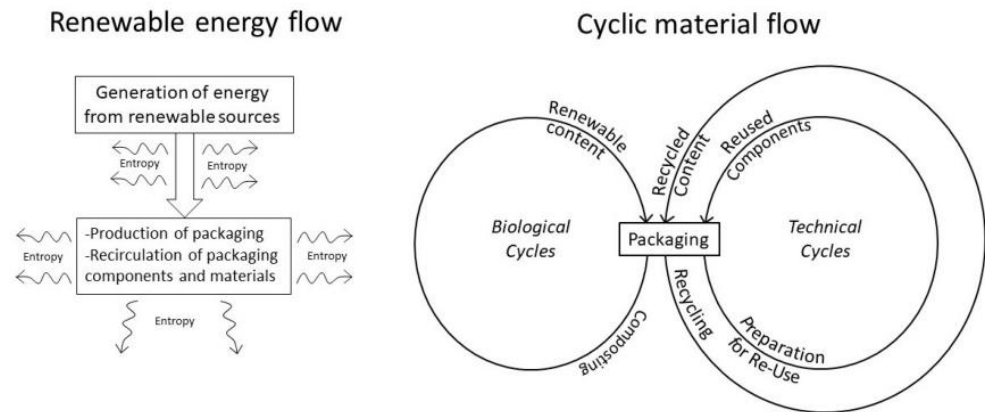 Renewable energy flow
Generation of energy
from renewable sources
Entropy
Entropy
-Production of packaging
-Recirculation of packaging
components and materials
Entropy
Entropy
Entropy
Cyclic material flow
Renewable
content
Recycled
Content
Reused
Components
Biological
Cycles
Packaging
Technical
Cycles
Composting
Recycling
Preparation
for Re-Use